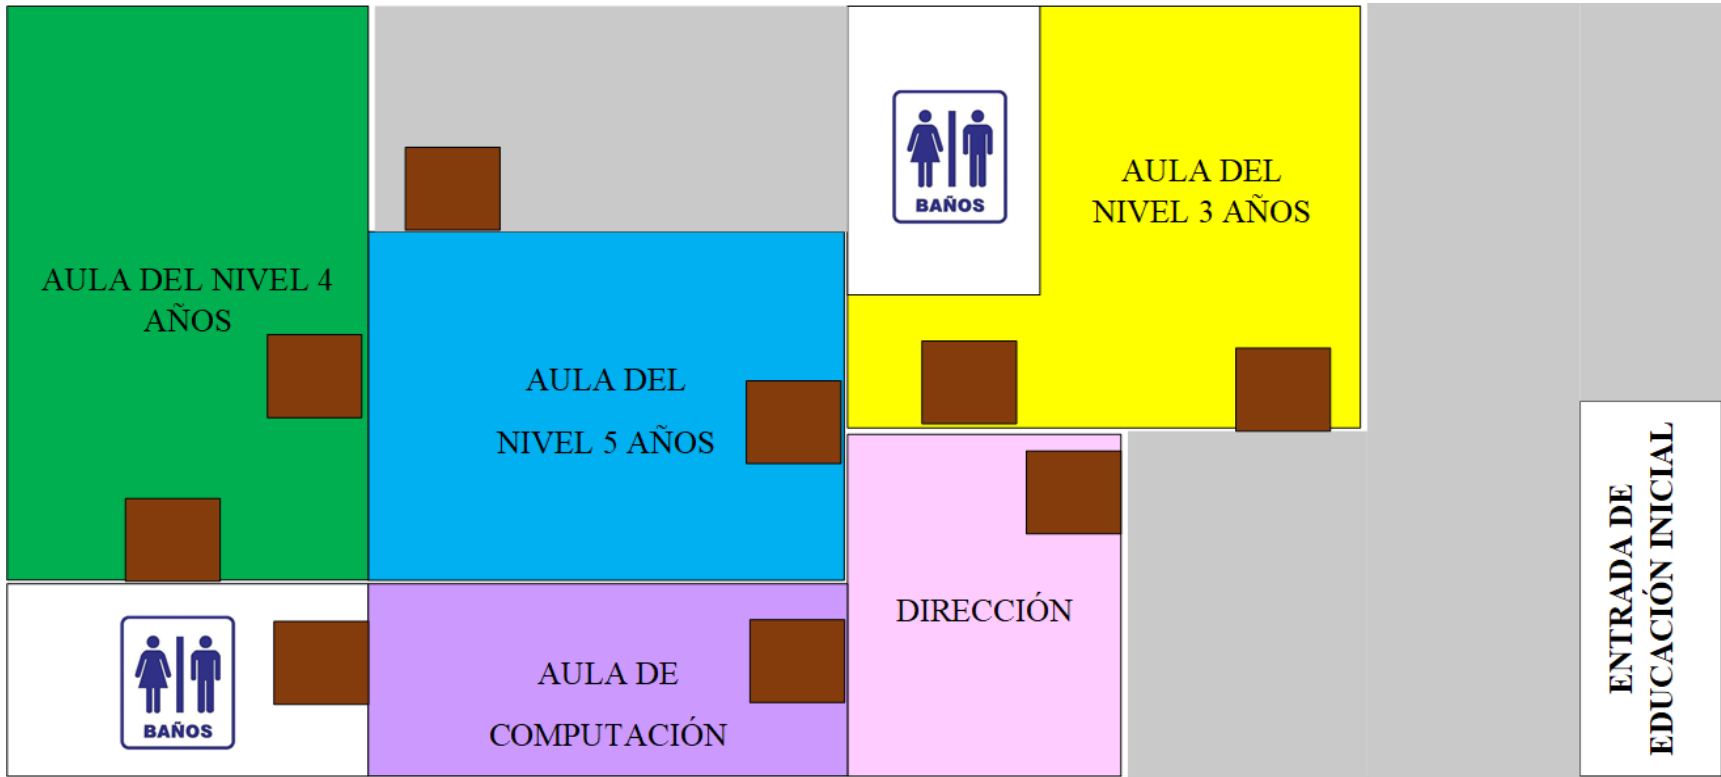 BAÑOS
AULA DEL
NIVEL 3 AÑOS
AULA DEL NIVEL 4
AÑOS
AULA DEL
NIVEL 5 AÑOS
ENTRADA DE
EDUCACIÓN INICIAL
DIRECCIÓN
BAÑOS
AULA DE
COMPUTACIÓN